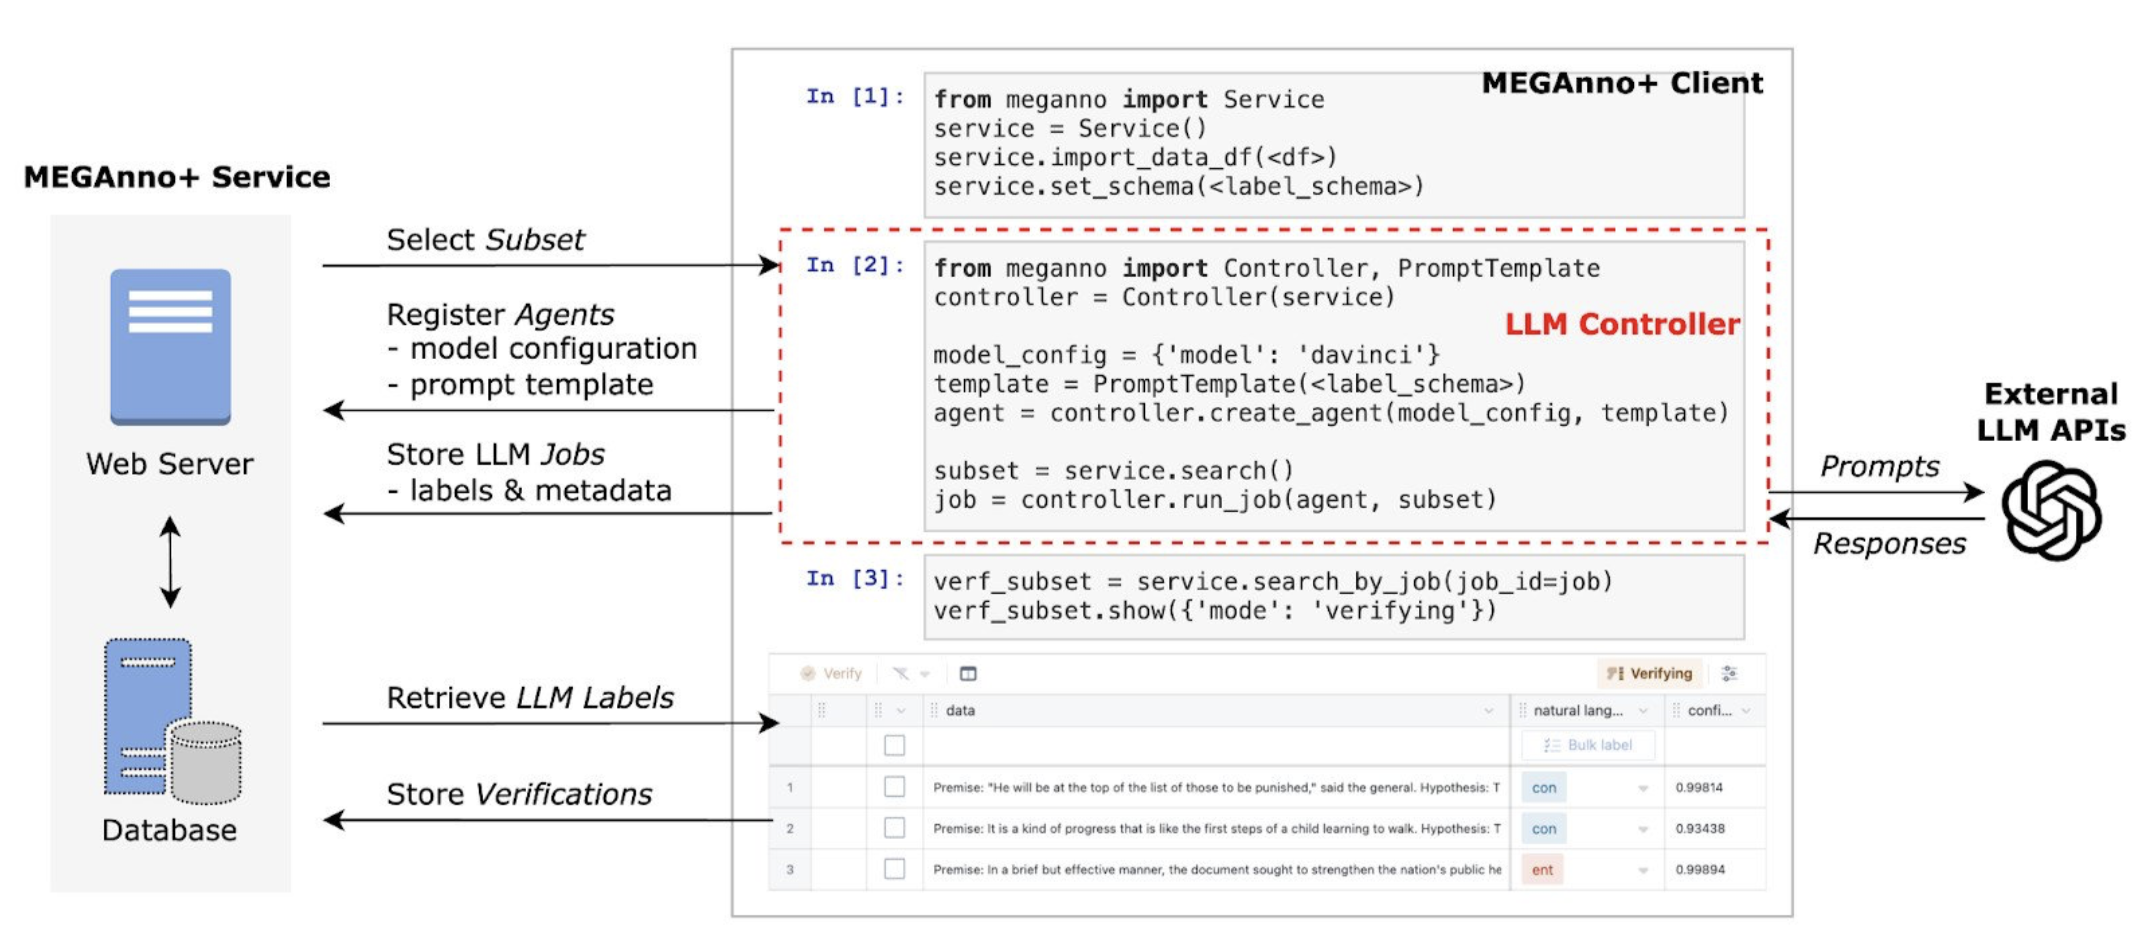 MEGAnno+ Client
In [1]:
from meganno import Service
service = Service()
service.import_data_df(<df>)
service.set_schema(<label_schema>)
MEGAnno+ Service
Web Server
Database
Select Subset
Register Agents
- model configuration
- prompt template
Store LLM Jobs
- labels & metadata
Retrieve LLM Labels
Store Verifications
In [2]:
from meganno import Controller, PromptTemplate
controller = Controller(service)
LLM Controller
model_config = {'model': 'davinci'}
template = PromptTemplate(<label_schema>)
agent = controller.create_agent(model_config, template)
subset = service.search()
job = controller.run_job(agent, subset)
External
LLM APIs
Prompts
Responses
In [3]:
verf_subset = service.search_by_job(job_id=job)
verf_subset.show({'mode': 'verifying'})
Verify
Verifying
data
natural lang...
confi...
Bulk label
1 Premise: "He will be at the top of the list of those to be punished," said the general. Hypothesis: T con 0.99814
2 Premise: It is a kind of progress that is like the first steps of a child learning to walk. Hypothesis: T con 0.93438
3 Premise: In a brief but effective manner, the document sought to strengthen the nation's public he ent 0.99894